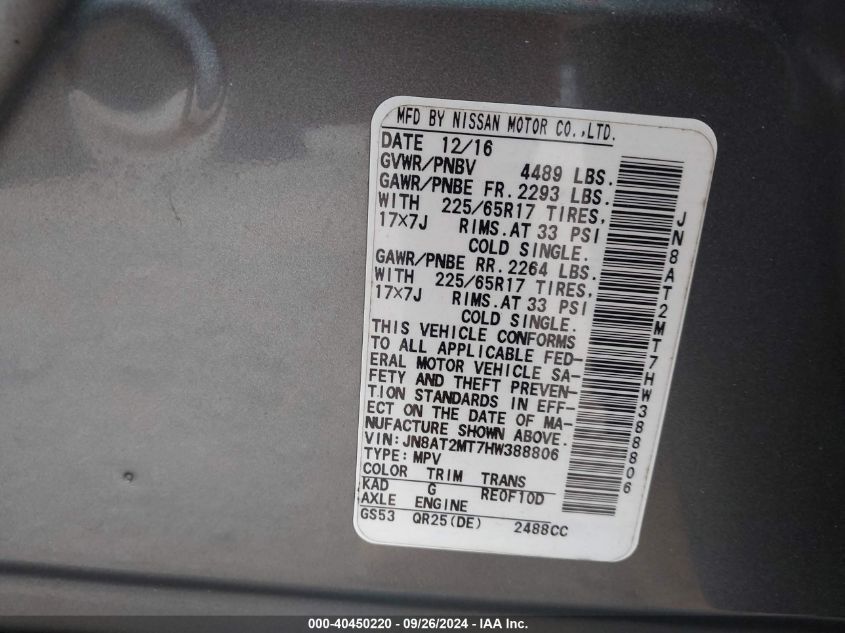 MFD BY NISSAN MOTOR CO.,LTD.
DATE 12/16
GVWR/PNBV 4489 LBS.
GAWR/PNBE FR. 2293 LBS.
WITH 225/65R17 TIRES,
17X7J RIMS.AT 33 PSI
COLD SINGLE.
GAWR/PNBE RR. 2264 LBS.
WITH 225/65R17 TIRES,
17X7J RIMS.AT 33 PSI
COLD SINGLE.
THIS VEHICLE CONFORMS
TO ALL APPLICABLE FED-
ERAL MOTOR VEHICLE SA-
FETY AND THEFT PREVEN-
TION STANDARDS IN EFF-
ECT ON THE DATE OF MA-
NUFACTURE SHOWN ABOVE.
VIN:JN8AT2MT7HW388806
TYPE:MPV
COLOR TRIM TRANS
KAD G RE0F10D
AXLE ENGINE
GS53 QR25(DE) 2488CC
JN8AT2MT7HW388806
000-40450220 - 09/26/2024 - IAA Inc.